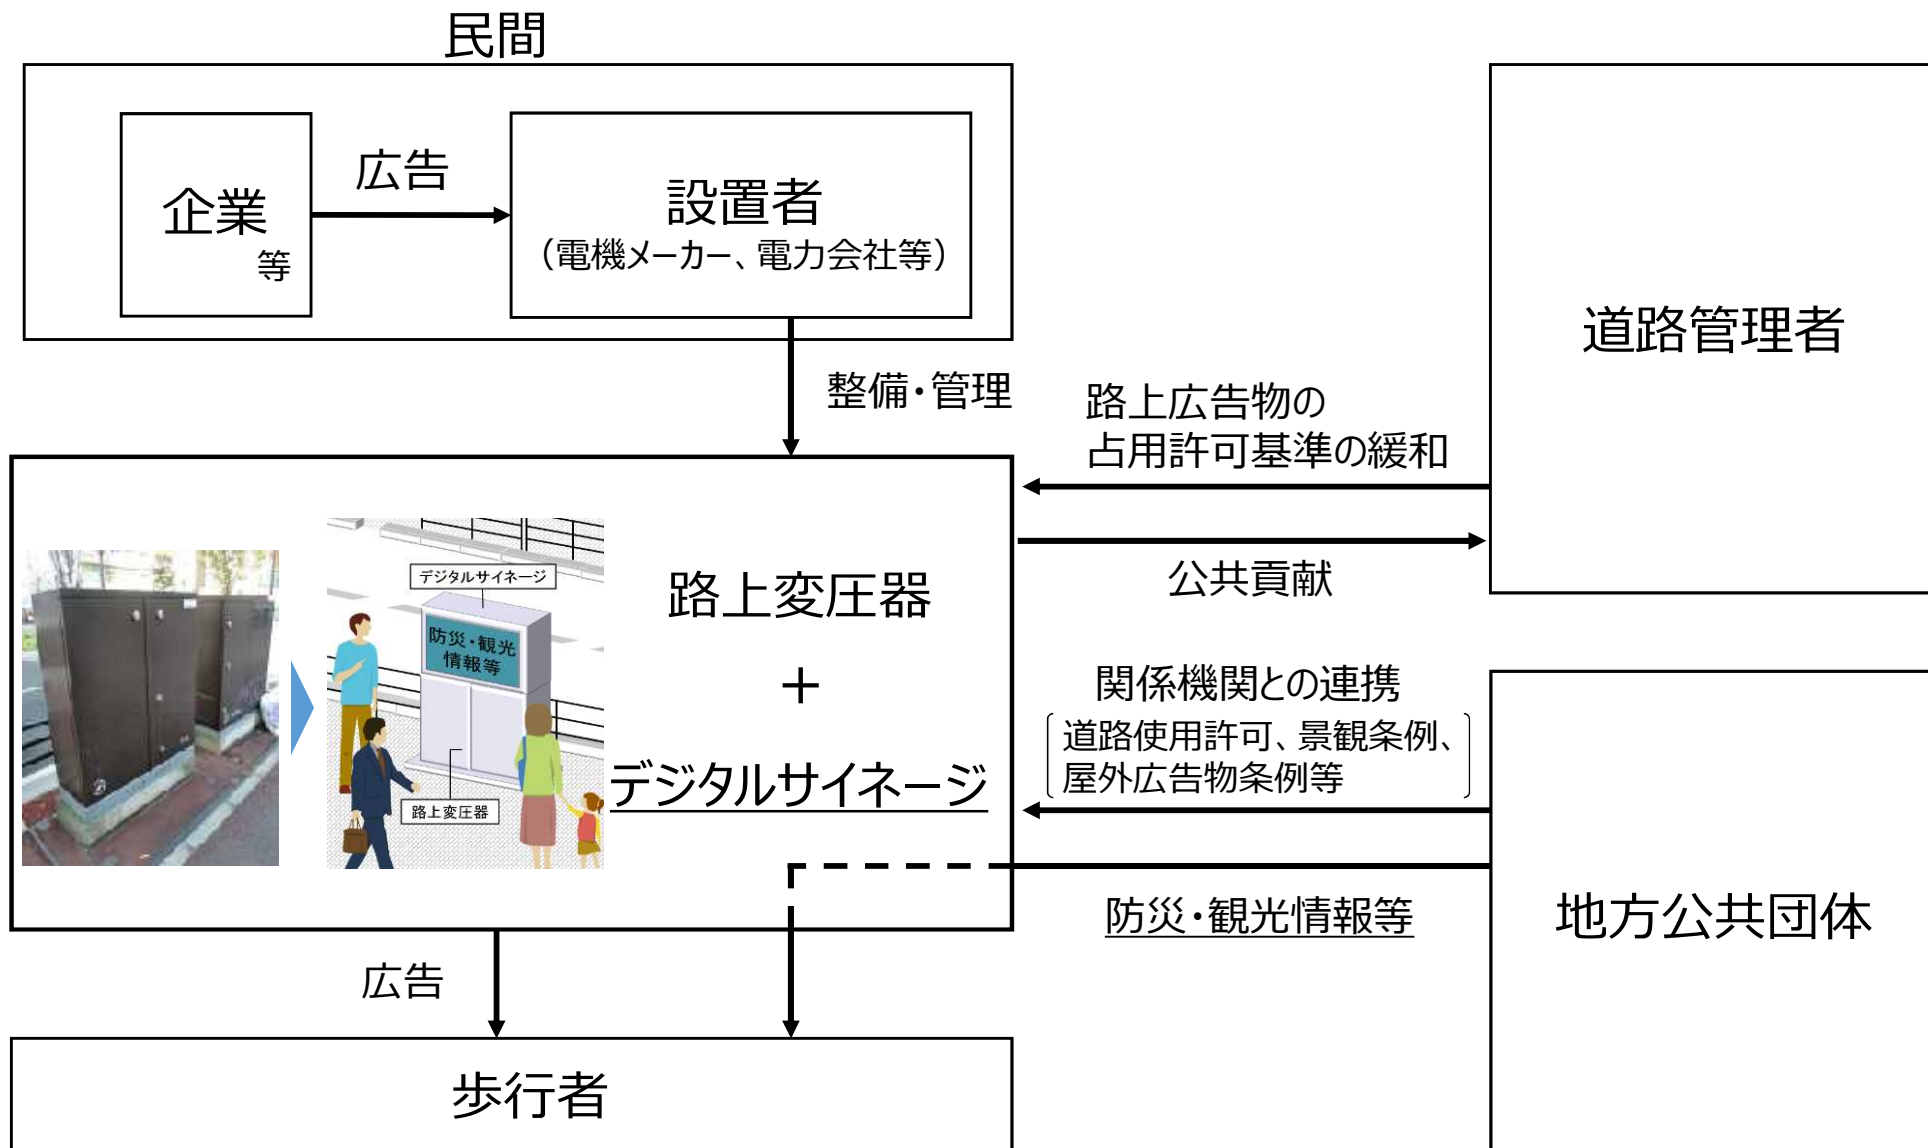 民間
企業
等
広告
設置者
（電機メーカー、電力会社等）
整備・管理
道路管理者
路上広告物の
占用許可基準の緩和
公共貢献
デジタルサイネージ
防災・観光
情報等
路上変圧器
路上変圧器
＋
デジタルサイネージ
関係機関との連携
道路使用許可、景観条例、
屋外広告物条例等
防災・観光情報等
地方公共団体
広告
歩行者